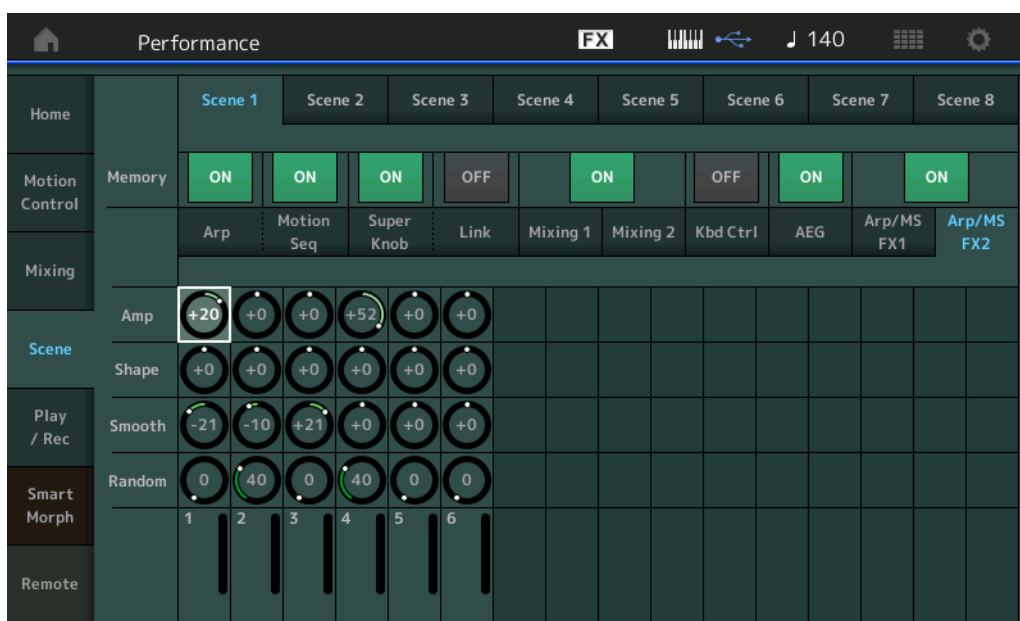 Performance FX 140
Home
Motion
Control
Mixing
Scene
Play
/ Rec
Smart
Morph
Remote
Scene 1 Scene 2 Scene 3 Scene 4 Scene 5 Scene 6 Scene 7 Scene 8
Memory ON ON ON OFF ON OFF ON ON
Arp Motion Seq Super Knob Link Mixing 1 Mixing 2 Kbd Ctrl AEG Arp/MS FX1 Arp/MS FX2
Amp +20 +0 +0 +52 +0 +0
Shape +0 +0 +0 +0 +0 +0
Smooth -21 -10 +21 +0 +0 +0
Random 0 40 0 40 0 0
1 2 3 4 5 6